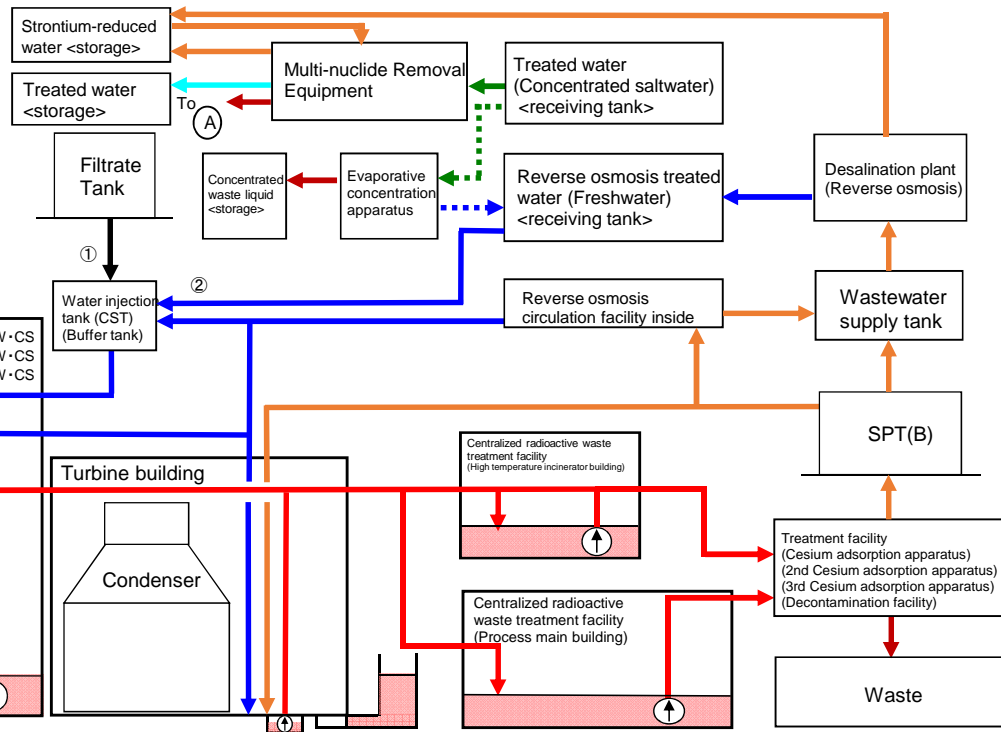 Strontium-reduced
water <storage>
Multi-nuclide Removal
Equipment
Treated water
(Concentrated saltwater)
<receiving tank>
Treated water
<storage>
To
A
Filtrate
Tank
Concentrated
waste liquid
<storage>
Evaporative
concentration
apparatus
Reverse osmosis treated
water (Freshwater)
<receiving tank>
Desalination plant
(Reverse osmosis)
①
②
Water injection
tank (CST)
(Buffer tank)
Reverse osmosis
circulation facility inside
Wastewater
supply tank
W・CS
W・CS
W・CS
SPT(B)
Turbine building
Condenser
Centralized radioactive waste
treatment facility
(High temperature incinerator building)
Treatment facility
(Cesium adsorption apparatus)
(2nd Cesium adsorption apparatus)
(3rd Cesium adsorption apparatus)
(Decontamination facility)
Centralized radioactive
waste treatment facility
(Process main building)
Waste